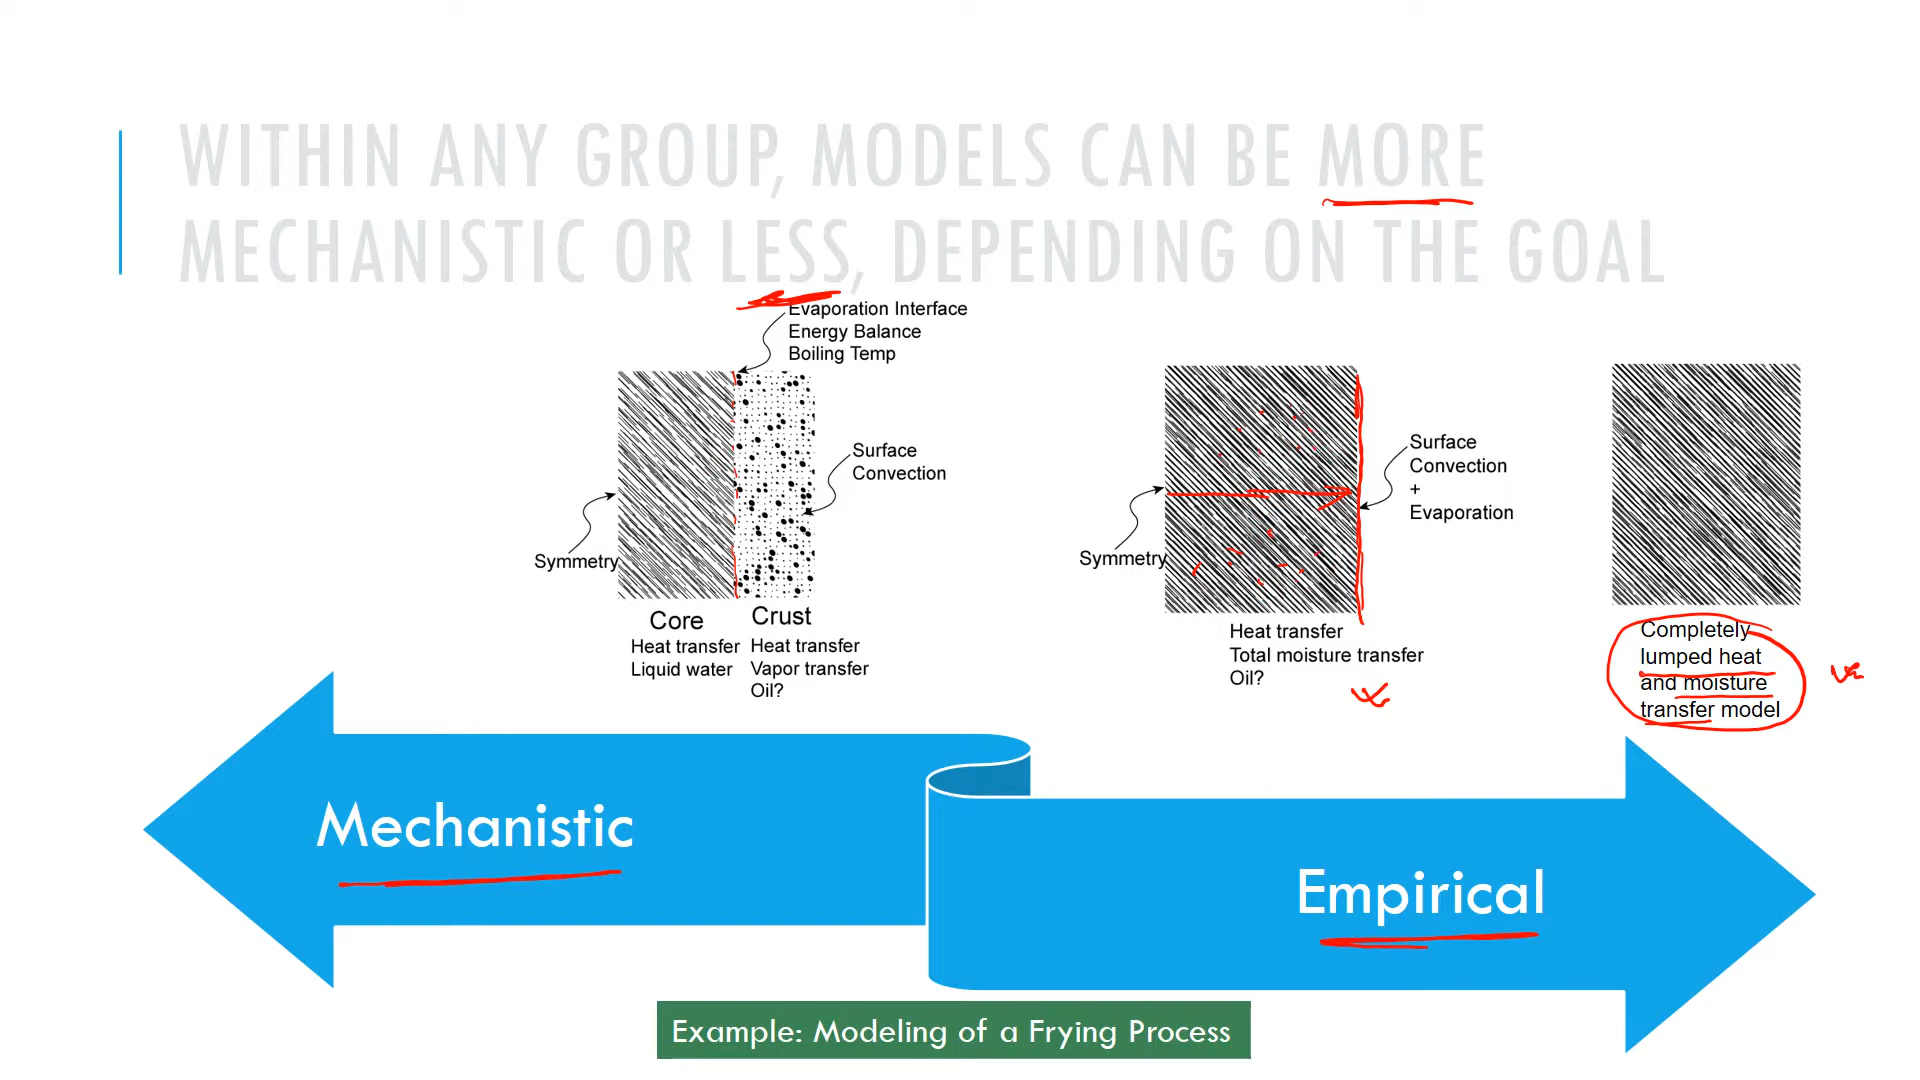 WITHIN ANY GROUP, MODELS CAN BE MORE
MECHANISTIC OR LESS, DEPENDING ON THE GOAL
Evaporation Interface
Energy Balance
Boiling Temp
Surface
Convection
Symmetry
Core
Heat transfer
Liquid water
Crust
Heat transfer
Vapor transfer
Oil?
Surface
Convection
+
Evaporation
Symmetry
Heat transfer
Total moisture transfer
Oil?
Completely
lumped heat
and moisture
transfer model
Mechanistic
Empirical
Example: Modeling of a Frying Process